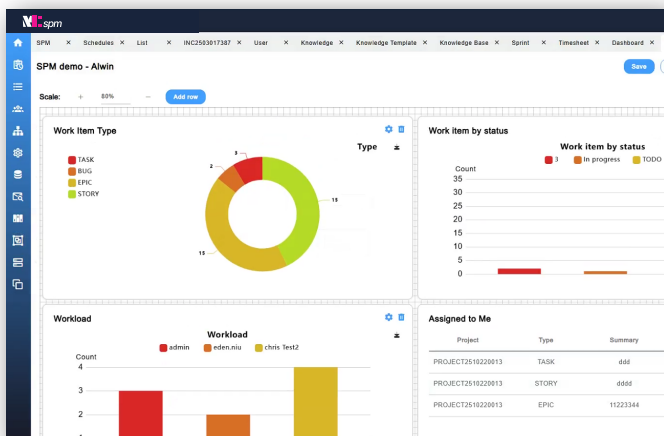 ME spm
SPM × Schedules × List × INC2503017387 × User × Knowledge × Knowledge Template × Knowledge Base × Sprint × Timesheet × Dashboard ×
SPM demo - Alwin
Save
Scale: + 80% − Add row
Work Item Type
Type
TASK
BUG
EPIC
STORY
3
2
15
15
Work item by status
Work item by status
3 In progress TODO
Count
35
30
25
20
15
10
5
0
Workload
Workload
admin eden.niu chris Test2
Count
4
3
2
Assigned to Me
Project Type Summary
PROJECT2510220013 TASK ddd
PROJECT2510220013 STORY dddd
PROJECT2510220013 EPIC 11223344